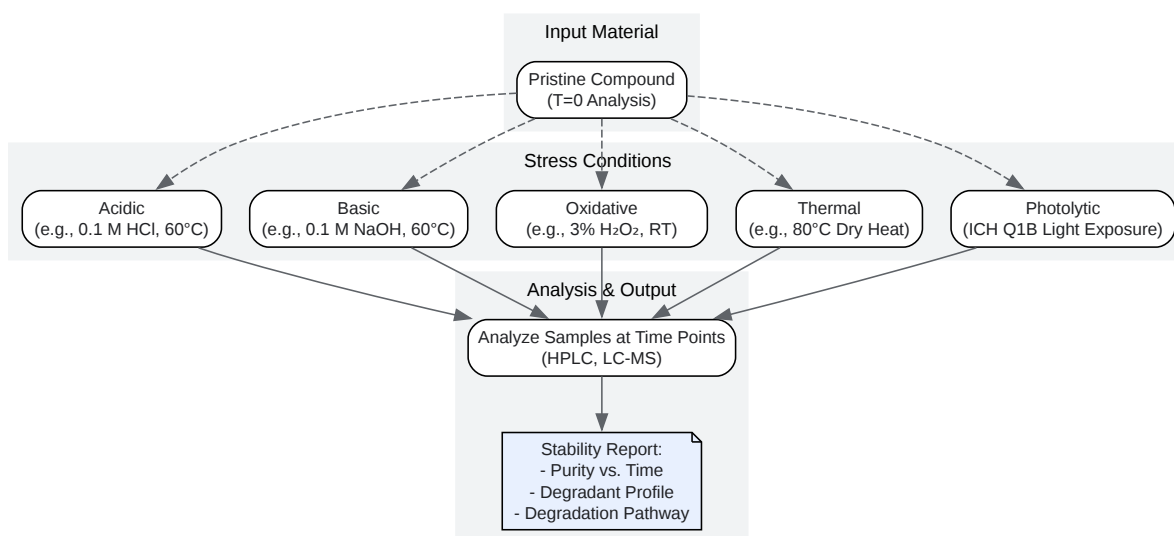 Input Material
Pristine Compound
(T=0 Analysis)
Stress Conditions
Acidic
(e.g., 0.1 M HCl, 60°C)
Basic
(e.g., 0.1 M NaOH, 60°C)
Oxidative
(e.g., 3% H₂O₂, RT)
Thermal
(e.g., 80°C Dry Heat)
Photolytic
(ICH Q1B Light Exposure)
Analysis & Output
Analyze Samples at Time Points
(HPLC, LC-MS)
Stability Report:
- Purity vs. Time
- Degradant Profile
- Degradation Pathway